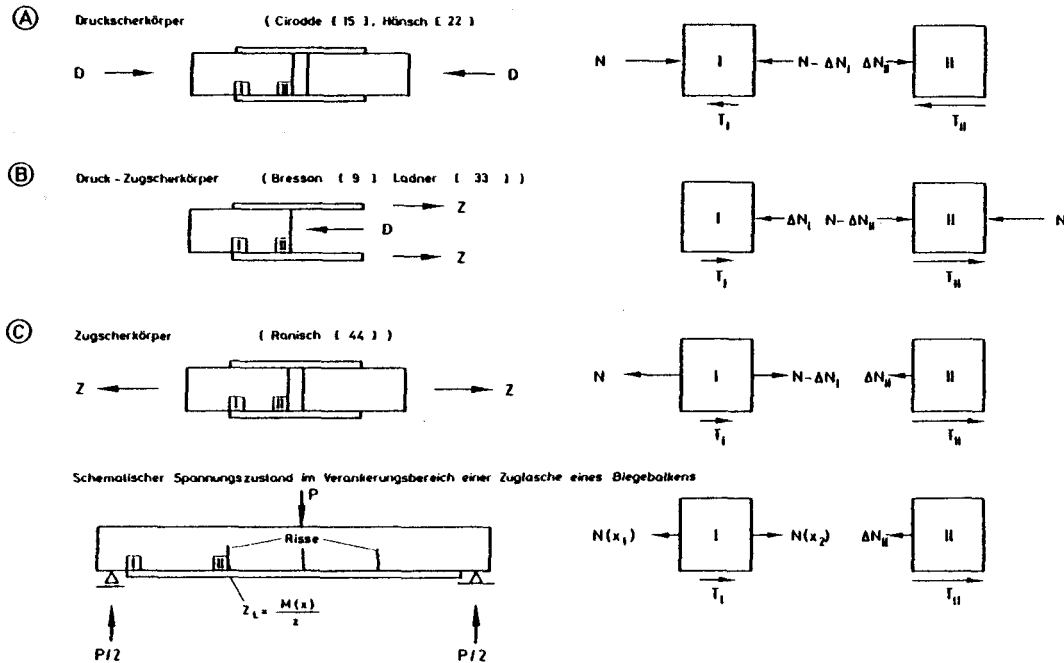 Ⓐ Druckscherkörper ( Cirodde [ 15 ] , Hänsch [ 22 ] )
D D
I II
N I N - ΔN_I ΔN_II II
T_I T_II
Ⓑ Druck - Zugscherkörper ( Bresson [ 9 ] Ladner [ 33 ] )
Z
D
I II
Z
I ΔN_I N - ΔN_II II N
T_I T_II
Ⓒ Zugscherkörper ( Ranisch [ 44 ] )
Z Z
I II
N I N - ΔN_I ΔN_II II
T_I T_II
Schematischer Spannungszustand im Verankerungsbereich einer Zuglasche eines Biegebalkens
P
Risse
I II
Z_L = M(x) / z
P/2 P/2
N(x₁) I N(x₂) ΔN_II II
T_I T_II